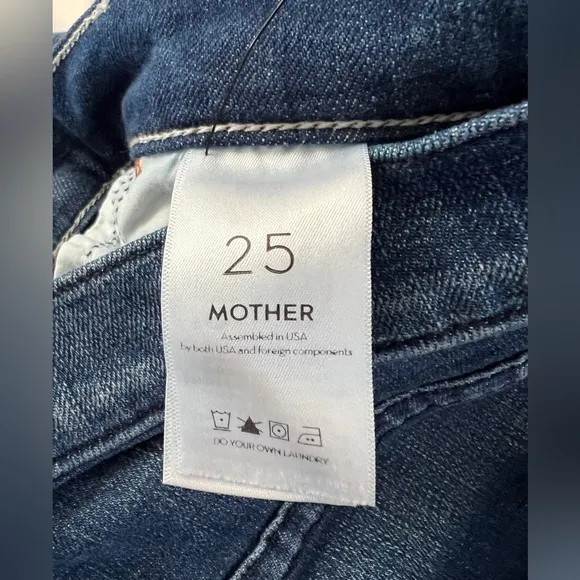 25
MOTHER
Assembled in USA
by both USA and foreign components
DO YOUR OWN LAUNDRY